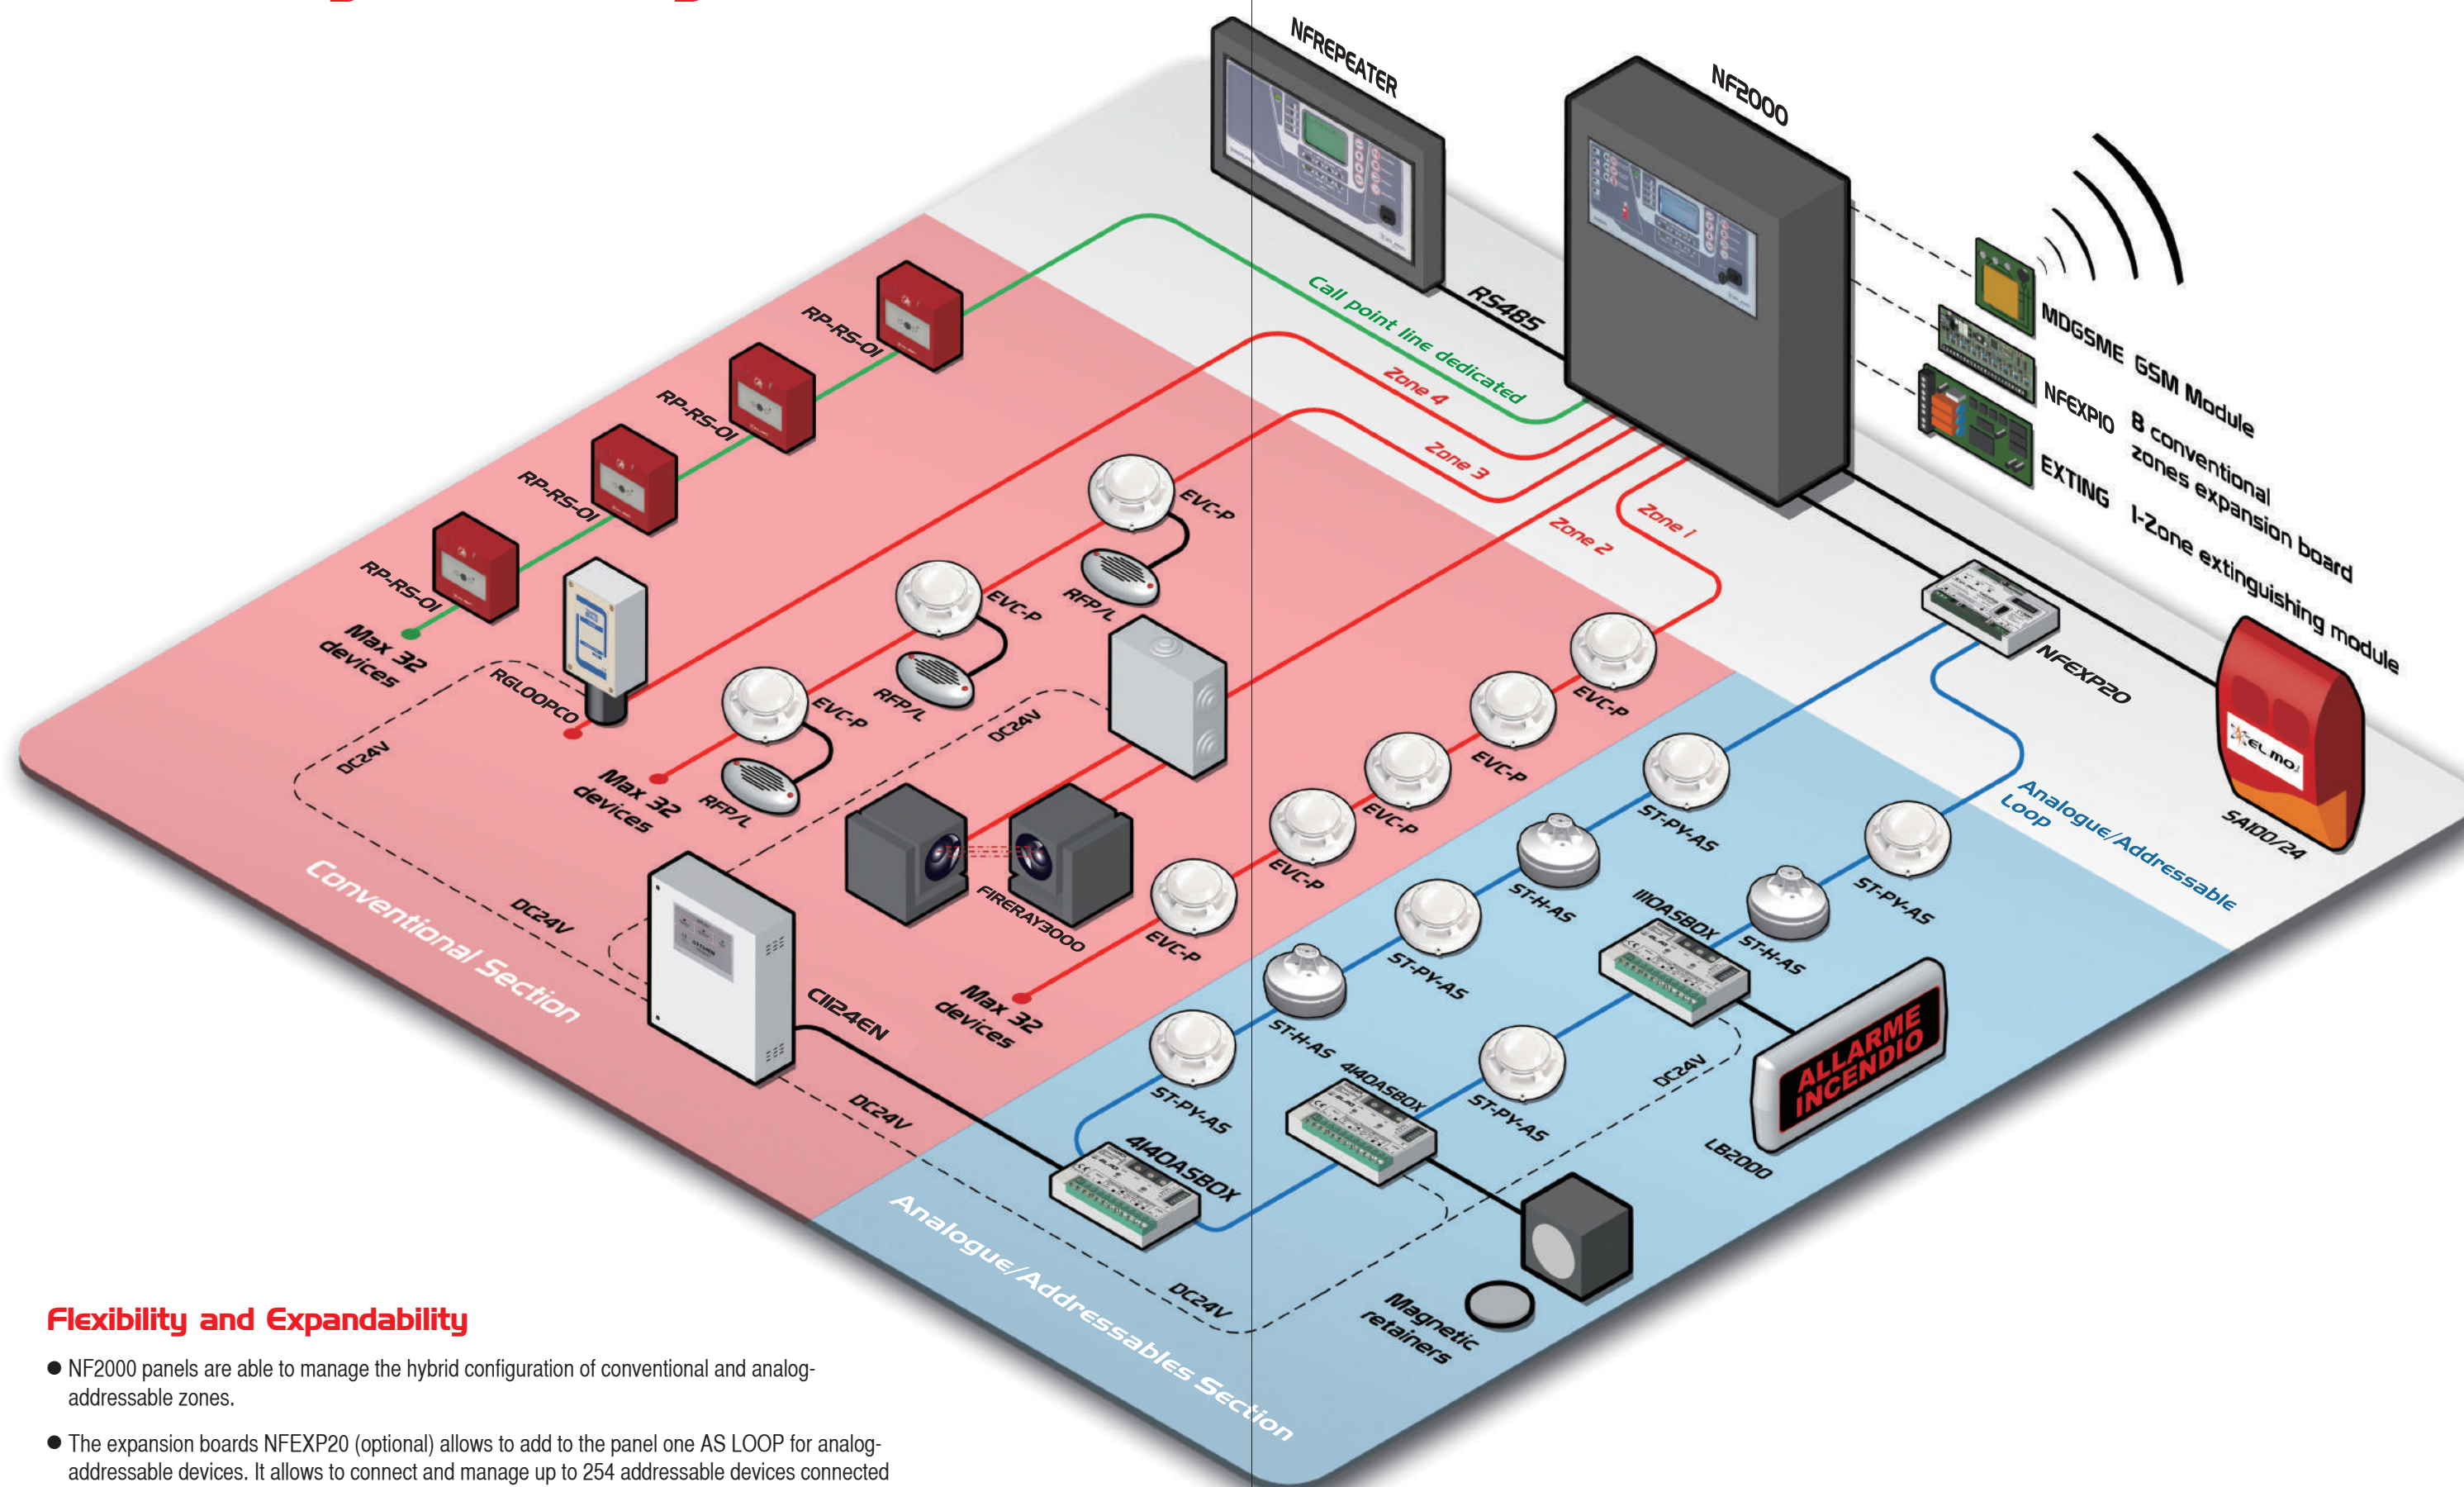 NFREPEATER
NF2000
RS485
Call point line dedicated
Zone 4
Zone 3
Zone 2
Zone 1
MDGSME GSM Module
NFEXP10 8 conventional
zones expansion board
EXTING 1-Zone extinguishing module
RP-RS-01
RP-RS-01
RP-RS-01
RP-RS-01
Max 32
devices
RGLOOPCO
DC24V
EVC-P
RFP/L
EVC-P
RFP/L
EVC-P
RFP/L
Max 32
devices
DC24V
FIRERAY3000
EVC-P
EVC-P
EVC-P
EVC-P
EVC-P
Max 32
devices
DC24V
C1124EN
DC24V
Conventional Section
NFEXP20
EL.MO.
SA100/24
Analogue/Addressable
Loop
ST-PY-AS
ST-H-AS
ST-PY-AS
ST-H-AS
ST-PY-AS
ST-PY-AS
ST-H-AS
1110ASBOX
ST-PY-AS
4140ASBOX
4140ASBOX
DC24V
ALLARME
INCENDIO
LB2000
DC24V
Magnetic
retainers
Analogue/Addressables Section
Flexibility and Expandability
● NF2000 panels are able to manage the hybrid configuration of conventional and analog-
addressable zones.
● The expansion boards NFEXP20 (optional) allows to add to the panel one AS LOOP for analog-
addressable devices. It allows to connect and manage up to 254 addressable devices connected